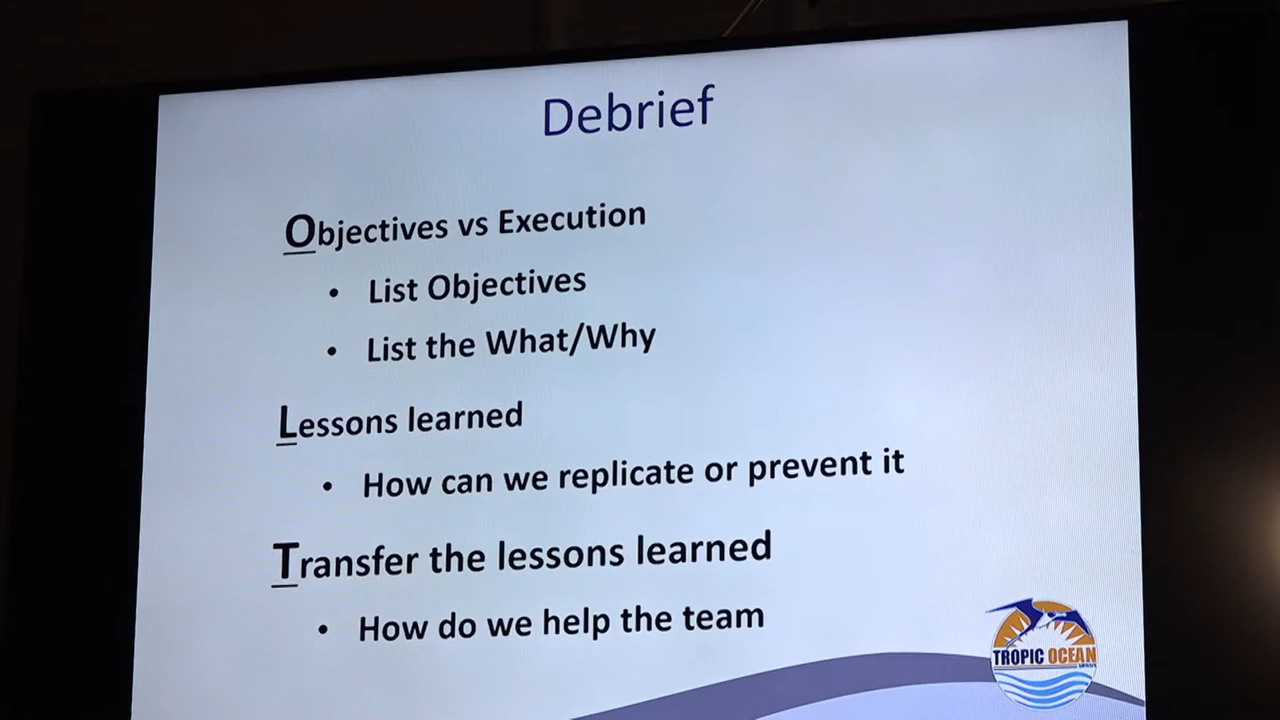 Debrief
Objectives vs Execution
• List Objectives
• List the What/Why
Lessons learned
• How can we replicate or prevent it
Transfer the lessons learned
• How do we help the team
TROPIC OCEAN